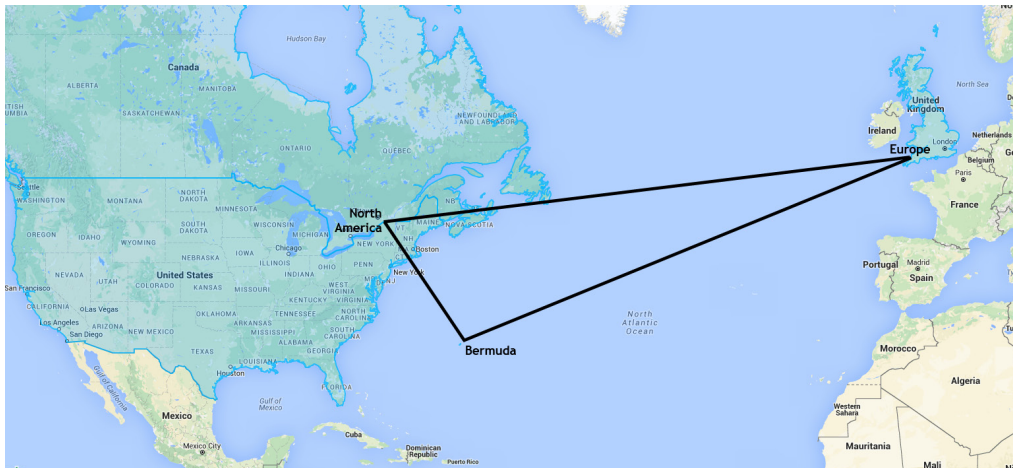 Hudson Bay
Canada
ALBERTA
MANITOBA
SASKATCHEWAN
ONTARIO
QUEBEC
NEWFOUNDLAND
AND LABRADOR
NB
MAINE
NOVA SCOTIA
North
America
VT
NH
MA
CT
Boston
NEW YORK
New York
PENN
NJ
MD
Seattle
WASHINGTON
MONTANA
NORTH
DAKOTA
MINNESOTA
SOUTH
DAKOTA
WISCONSIN
MICHIGAN
OREGON
IDAHO
WYOMING
Chicago
IOWA
NEBRASKA
ILLINOIS
OHIO
INDIANA
NEVADA
UTAH
COLORADO
United States
KANSAS
MISSOURI
WEST
VIRGINIA
KENTUCKY
VIRGINIA
San Francisco
CALIFORNIA
Las Vegas
Los Angeles
San Diego
ARIZONA
NEW MEXICO
OKLAHOMA
ARKANSAS
TENNESSEE
NORTH
CAROLINA
MISSISSIPPI
SOUTH
CAROLINA
ALABAMA
GEORGIA
TEXAS
LOUISIANA
Houston
FLORIDA
Gulf of
California
Gulf of
Mexico
Mexico
Mexico City
Cuba
Dominican
Republic
Puerto Rico
Bermuda
North
Atlantic
Ocean
North Sea
United
Kingdom
Ireland
London
Europe
Netherlands
Belgium
Paris
France
Portugal
Madrid
Spain
Morocco
Algeria
Western
Sahara
Mauritania
Mali